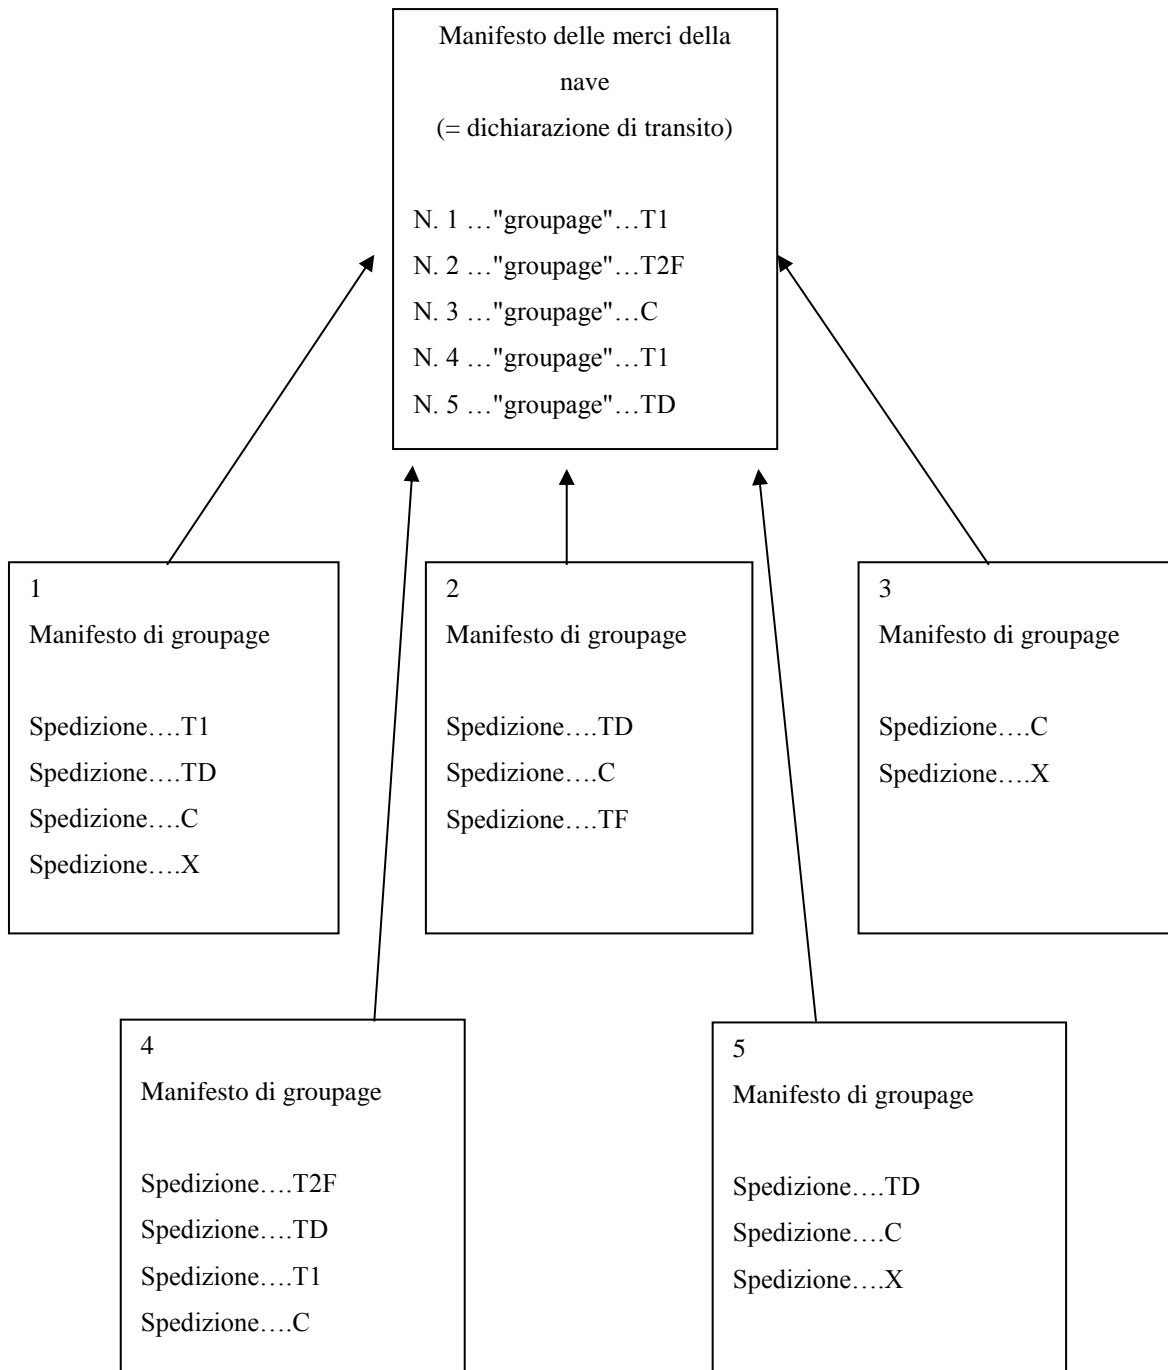 Manifesto delle merci della
nave
(= dichiarazione di transito)
N. 1 …"groupage"…T1
N. 2 …"groupage"…T2F
N. 3 …"groupage"…C
N. 4 …"groupage"…T1
N. 5 …"groupage"…TD
1
Manifesto di groupage
Spedizione….T1
Spedizione….TD
Spedizione….C
Spedizione….X
2
Manifesto di groupage
Spedizione….TD
Spedizione….C
Spedizione….TF
3
Manifesto di groupage
Spedizione….C
Spedizione….X
4
Manifesto di groupage
Spedizione….T2F
Spedizione….TD
Spedizione….T1
Spedizione….C
5
Manifesto di groupage
Spedizione….TD
Spedizione….C
Spedizione….X